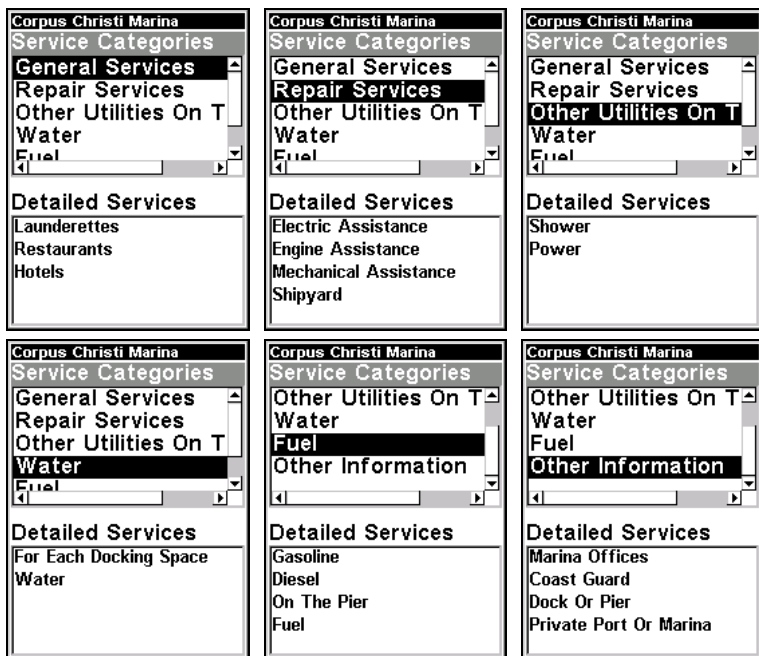 Corpus Christi Marina
Service Categories
General Services
Repair Services
Other Utilities On T
Water
Fuel
Detailed Services
Launderettes
Restaurants
Hotels
Corpus Christi Marina
Service Categories
General Services
Repair Services
Other Utilities On T
Water
Fuel
Detailed Services
Electric Assistance
Engine Assistance
Mechanical Assistance
Shipyard
Corpus Christi Marina
Service Categories
General Services
Repair Services
Other Utilities On T
Water
Fuel
Detailed Services
Shower
Power
Corpus Christi Marina
Service Categories
General Services
Repair Services
Other Utilities On T
Water
Fuel
Detailed Services
For Each Docking Space
Water
Corpus Christi Marina
Service Categories
Other Utilities On T
Water
Fuel
Other Information
Detailed Services
Gasoline
Diesel
On The Pier
Fuel
Corpus Christi Marina
Service Categories
Other Utilities On T
Water
Fuel
Other Information
Detailed Services
Marina Offices
Coast Guard
Dock Or Pier
Private Port Or Marina